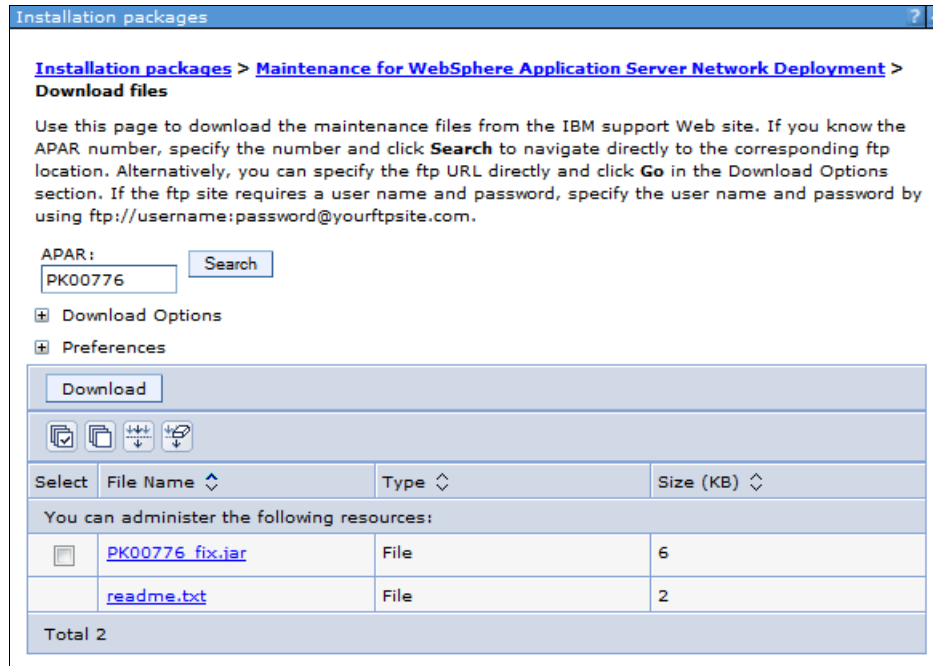 Installation packages ?
Installation packages > Maintenance for WebSphere Application Server Network Deployment >
Download files
Use this page to download the maintenance files from the IBM support Web site. If you know the
APAR number, specify the number and click Search to navigate directly to the corresponding ftp
location. Alternatively, you can specify the ftp URL directly and click Go in the Download Options
section. If the ftp site requires a user name and password, specify the user name and password by
using ftp://username:password@yourftpsite.com.
APAR:
PK00776 Search
Download Options
Preferences
Download
Select File Name Type Size (KB)
You can administer the following resources:
PK00776_fix.jar File 6
readme.txt File 2
Total 2